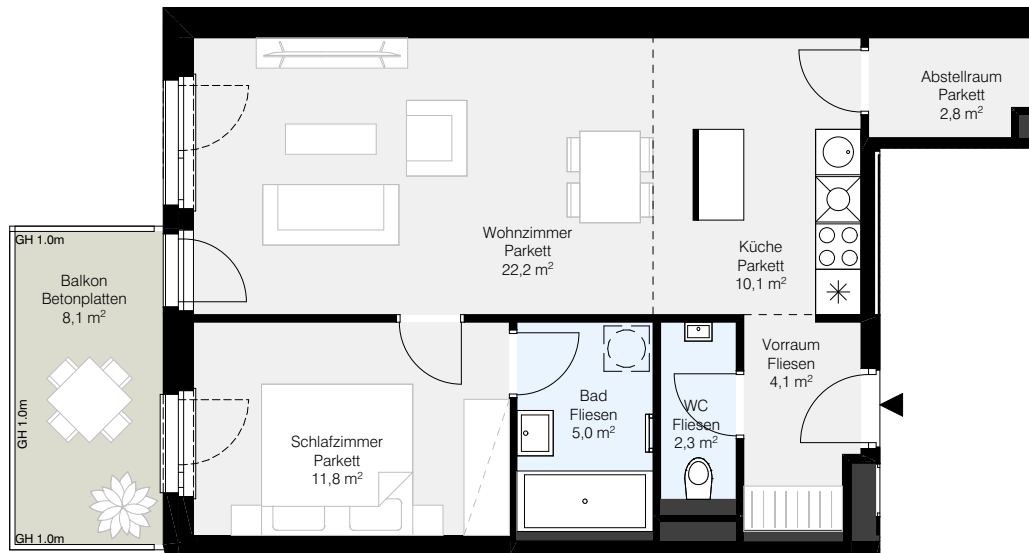 Abstellraum
Parkett
2,8 m²
Wohnzimmer
Parkett
22,2 m²
Küche
Parkett
10,1 m²
GH 1.0m
Balkon
Betonplatten
8,1 m²
GH 1.0m
GH 1.0m
Schlafzimmer
Parkett
11,8 m²
Bad
Fliesen
5,0 m²
WC
Fliesen
2,3 m²
Vorraum
Fliesen
4,1 m²